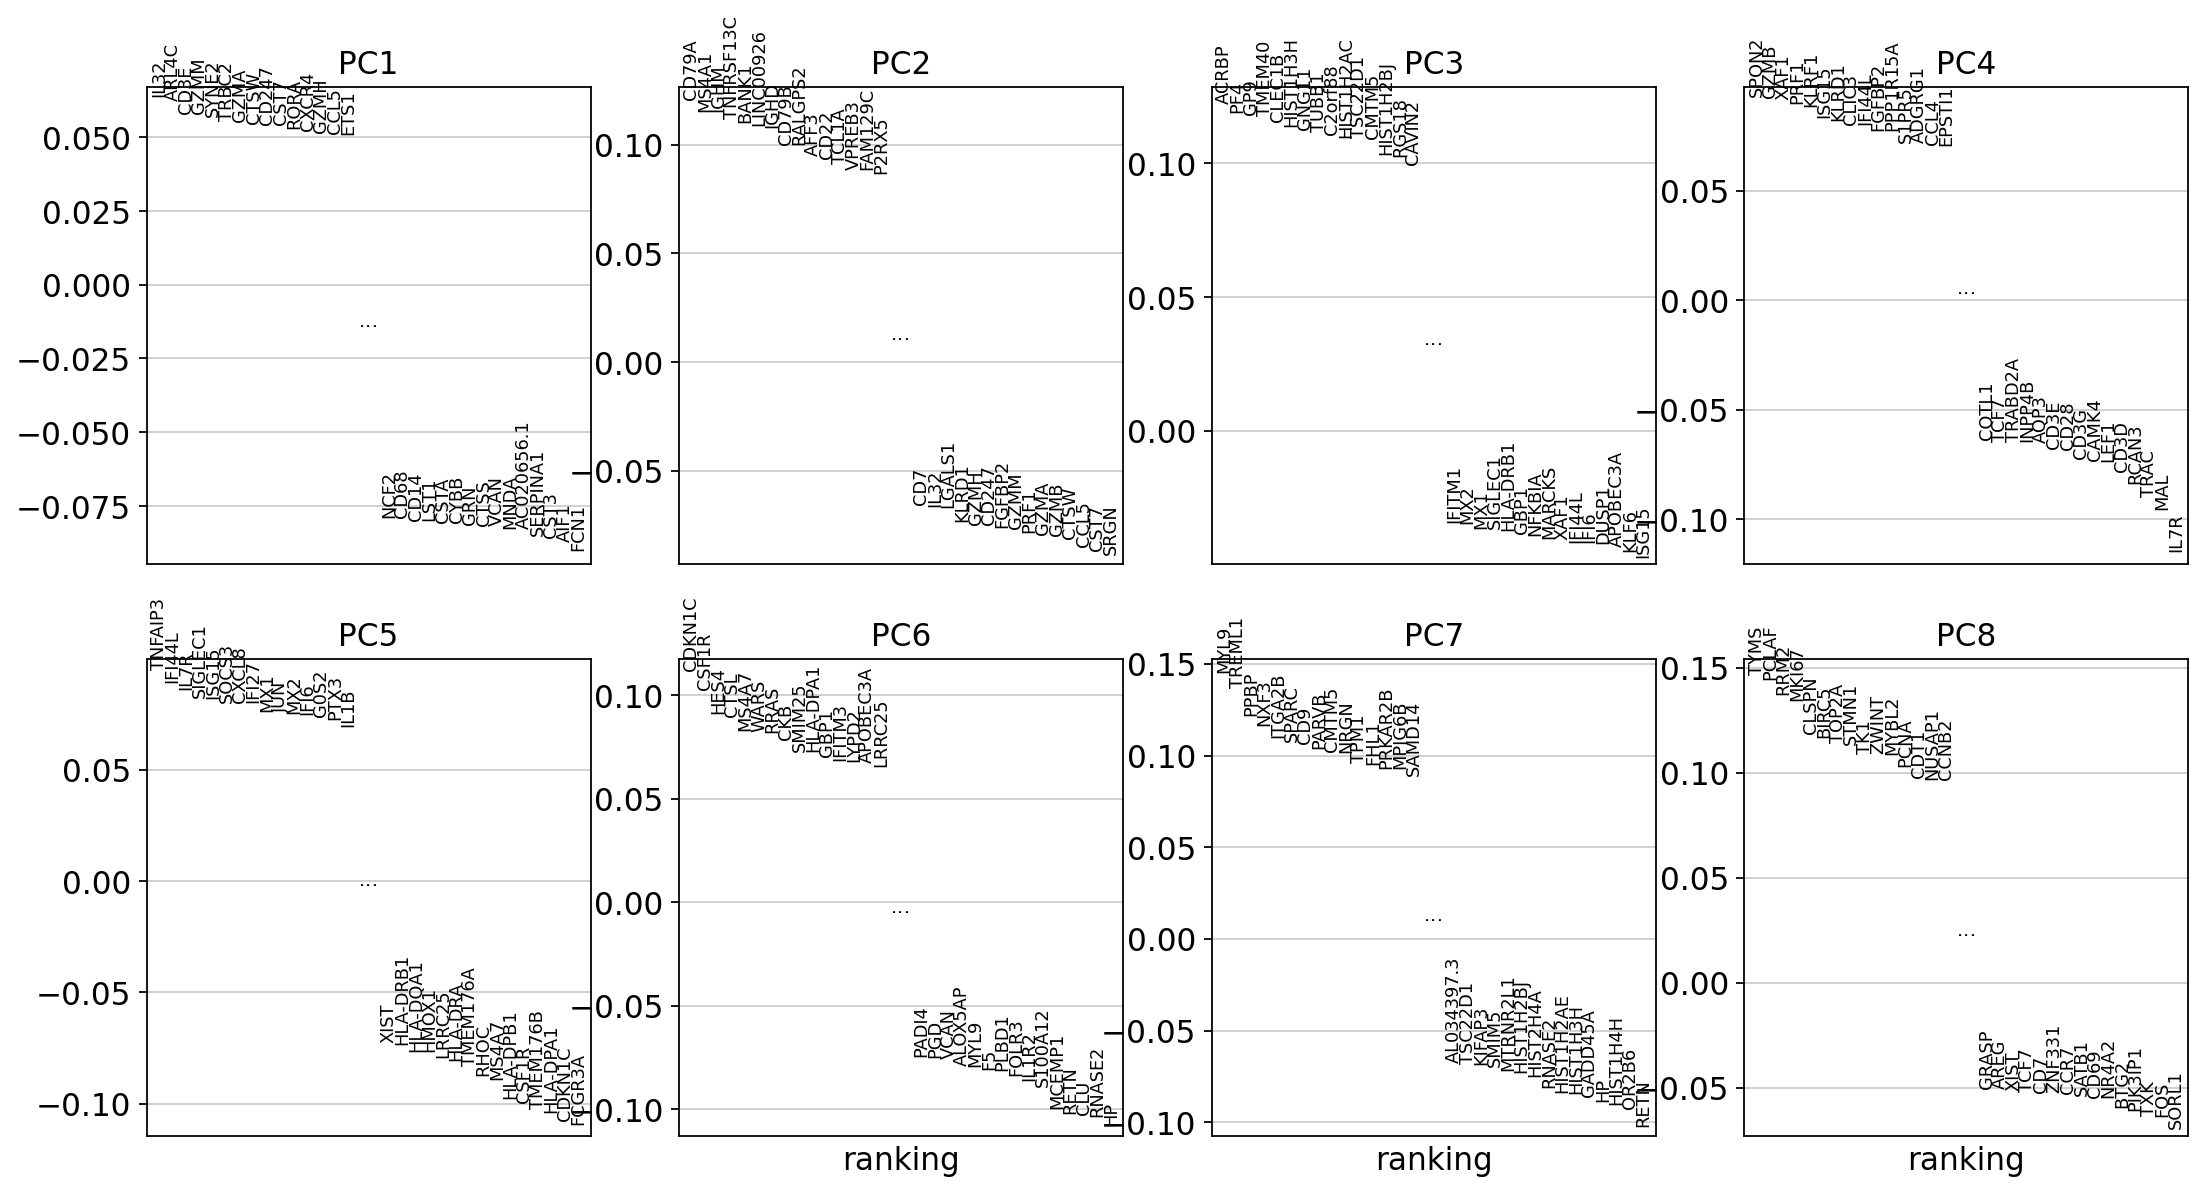 PC1
0.050
0.025
0.000
−0.025
−0.050
−0.075
IL32
ARL4C
CD3E
GZMM
SYNE2
TRBC2
GZMA
CTSW
CD247
CST7
RORA
CXCR4
GZMH
CCL5
ETS1
...
NCF2
CD68
CD14
LST1
CSTA
CYBB
GRN
CTSS
VCAN
MNDA
AC020656.1
SERPINA1
CST3
AIF1
FCN1
PC2
0.10
0.05
0.00
−0.05
CD79A
MS4A1
IGHM
TNFRSF13C
BANK1
LINC00926
IGHD
CD79B
RALGPS2
AFF3
CD22
TCL1A
VPREB3
FAM129C
P2RX5
...
CD7
IL32
LGALS1
KLRD1
GZMH
CD247
FGFBP2
GZMM
PRF1
GZMA
GZMB
CTSW
CCL5
CST7
SRGN
PC3
0.10
0.05
0.00
ACRBP
PF4
GP9
TMEM40
CLEC1B
HIST1H3H
GNG11
TUBB1
C2orf88
HIST1H2AC
TSC22D1
CMTM5
HIST1H2BJ
RGS18
CAVIN2
...
IFITM1
MX2
MX1
SIGLEC1
HLA-DRB1
GBP1
NFKBIA
MARCKS
XAF1
IFI44L
IFI6
DUSP1
APOBEC3A
KLF6
ISG15
PC4
0.05
0.00
−0.05
−0.10
SPON2
GZMB
XAF1
PRF1
KLRF1
ISG15
KLRD1
CLIC3
IFI44L
FGFBP2
PPP1R15A
S1PR5
ADGRG1
CCL4
EPSTI1
...
COTL1
TCF7
TRABD2A
INPP4B
AQP3
CD3E
CD28
CD3G
CAMK4
LEF1
CD3D
RCAN3
TRAC
MAL
IL7R
PC5
0.05
0.00
−0.05
−0.10
TNFAIP3
IFI44L
IL7R
SIGLEC1
ISG15
SOCS3
CXCL8
IFI27
MX1
JUN
MX2
IFI6
G0S2
PTX3
IL1B
...
XIST
HLA-DRB1
HLA-DQA1
HMOX1
LRRC25
HLA-DRA
TMEM176A
RHOC
MS4A7
HLA-DPB1
CSF1R
TMEM176B
HLA-DPA1
CDKN1C
FCGR3A
PC6
0.10
0.05
0.00
−0.05
−0.10
CDKN1C
CSF1R
HES4
CTSL
MS4A7
WARS
RRAS
CKB
SMIM25
HLA-DPA1
GBP1
IFITM3
LYPD2
APOBEC3A
LRRC25
...
PADI4
PGD
VCAN
ALOX5AP
MYL9
F5
PLBD1
FOLR3
IL1R2
S100A12
MCEMP1
RETN
CLU
RNASE2
HP
ranking
PC7
0.15
0.10
0.05
0.00
−0.05
−0.10
MYL9
TREML1
PPBP
NXF3
ITGA2B
SPARC
CD9
PARVB
CMTM5
NRGN
TPM1
FHL1
PRKAR2B
MPIG6B
SAMD14
...
AL034397.3
TSC22D1
KIFAP3
SMIM5
MTRNR2L1
HIST1H2BJ
HIST2H4A
RNASE2
HIST1H2AE
HIST1H3H
GADD45A
HP
HIST1H4H
OR2B6
RETN
ranking
PC8
0.15
0.10
0.05
0.00
−0.05
TYMS
PCLAF
RRM2
MKI67
CLSPN
BIRC5
TOP2A
STMN1
TK1
ZWINT
MYBL2
PCNA
CDT1
NUSAP1
CCNB2
...
GRASP
AREG
XIST
TCF7
CD7
ZNF331
CCR7
SATB1
CD69
NR4A2
BTG2
PIK3IP1
TXK
FOS
SORL1
ranking